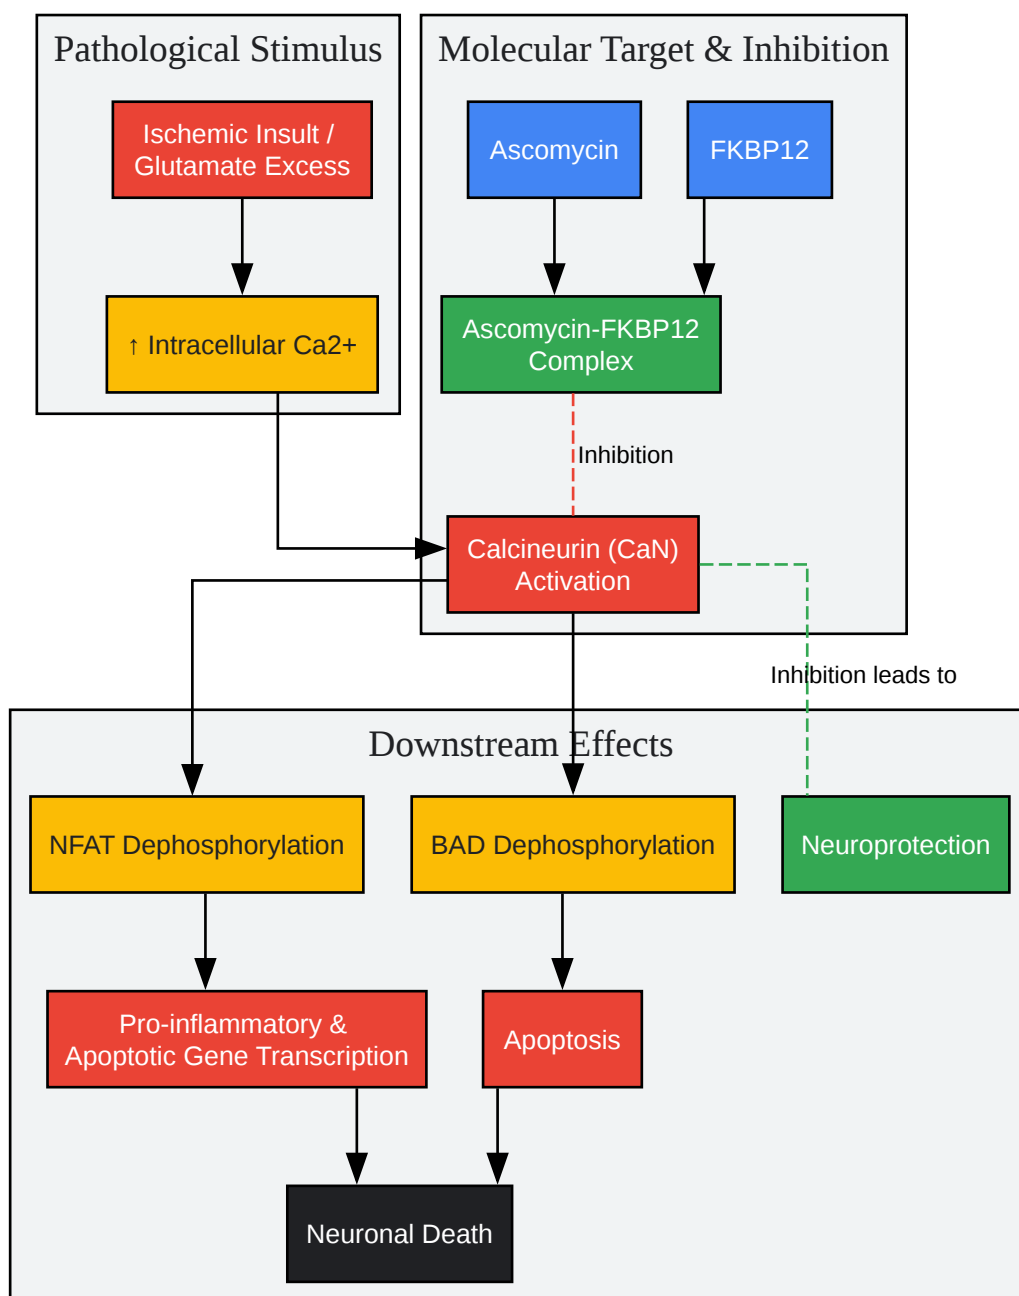 Pathological Stimulus
Ischemic Insult /
Glutamate Excess
↑ Intracellular Ca2+
Molecular Target & Inhibition
Ascomycin
FKBP12
Ascomycin-FKBP12
Complex
Inhibition
Calcineurin (CaN)
Activation
Inhibition leads to
Downstream Effects
NFAT Dephosphorylation
BAD Dephosphorylation
Neuroprotection
Pro-inflammatory &
Apoptotic Gene Transcription
Apoptosis
Neuronal Death